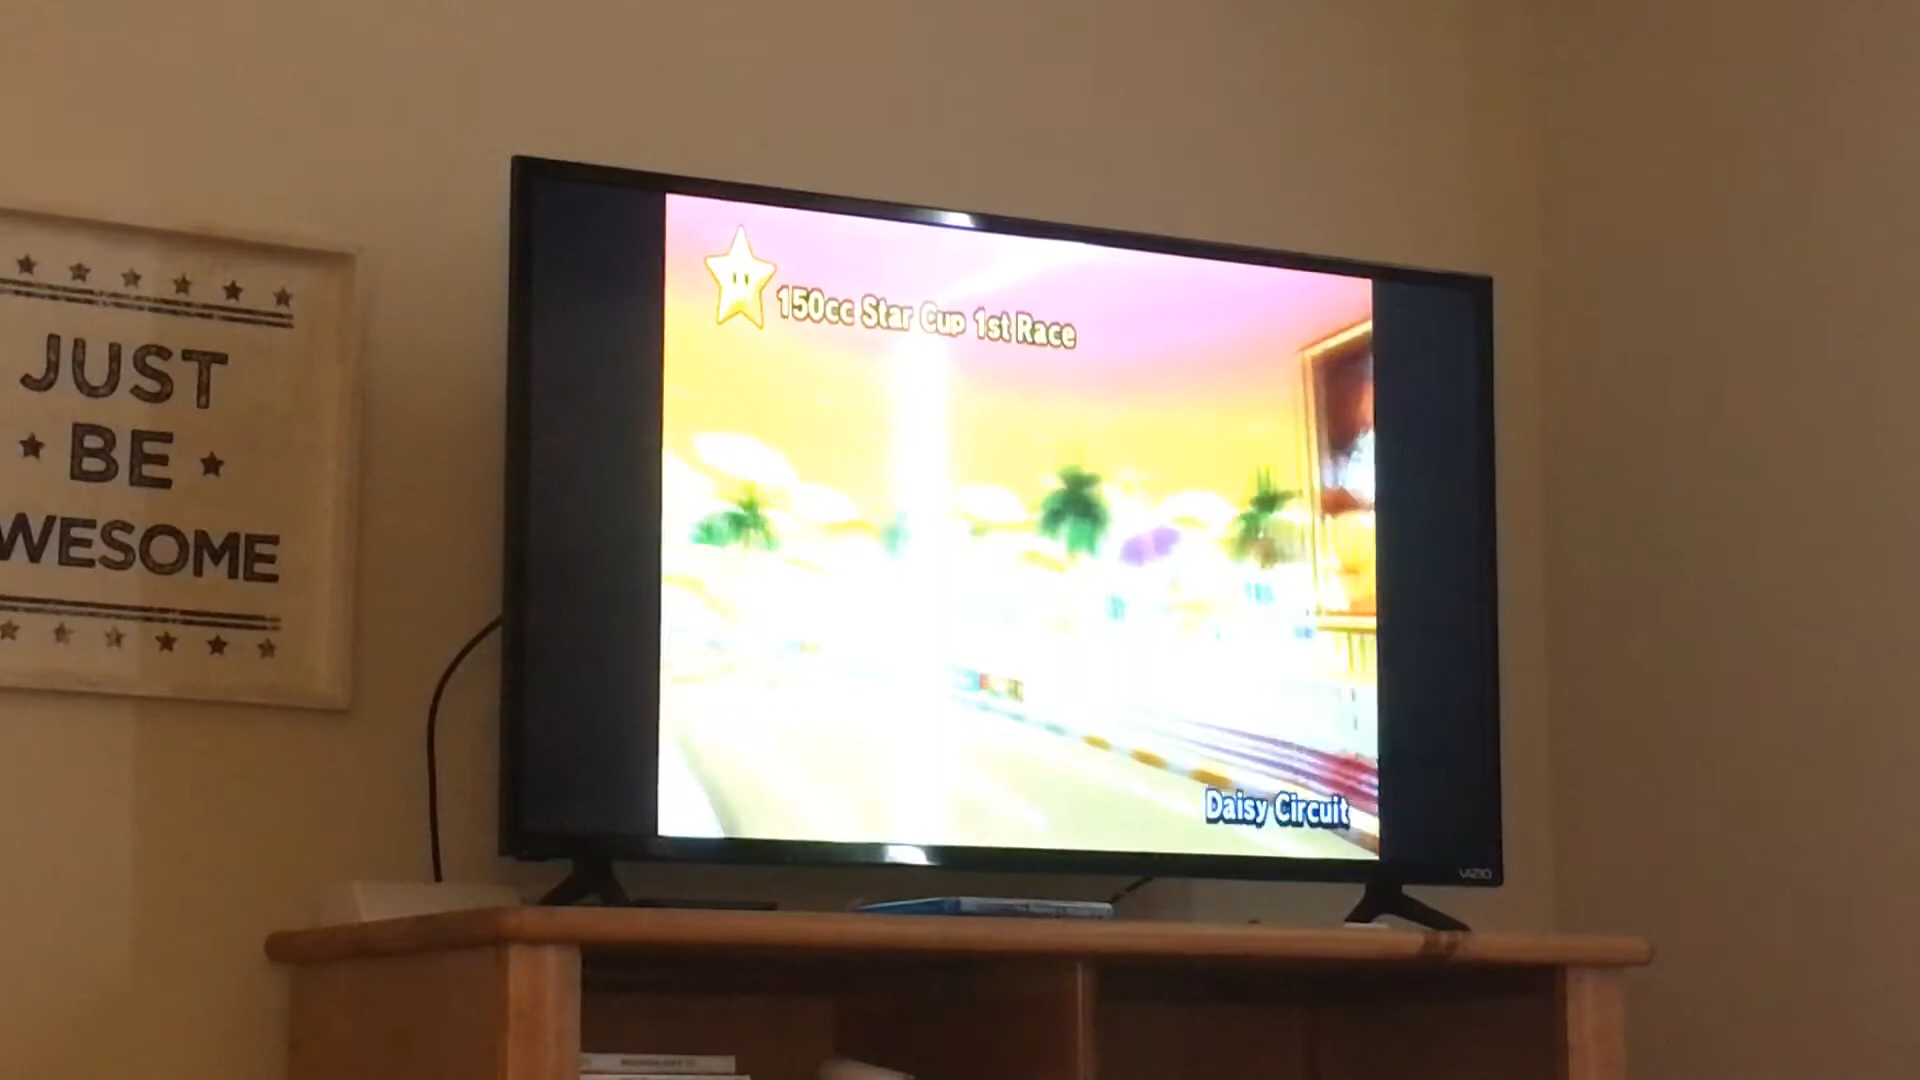 JUST
BE
WESOME
150cc Star Cup 1st Race
Daisy Circuit
VIZIO